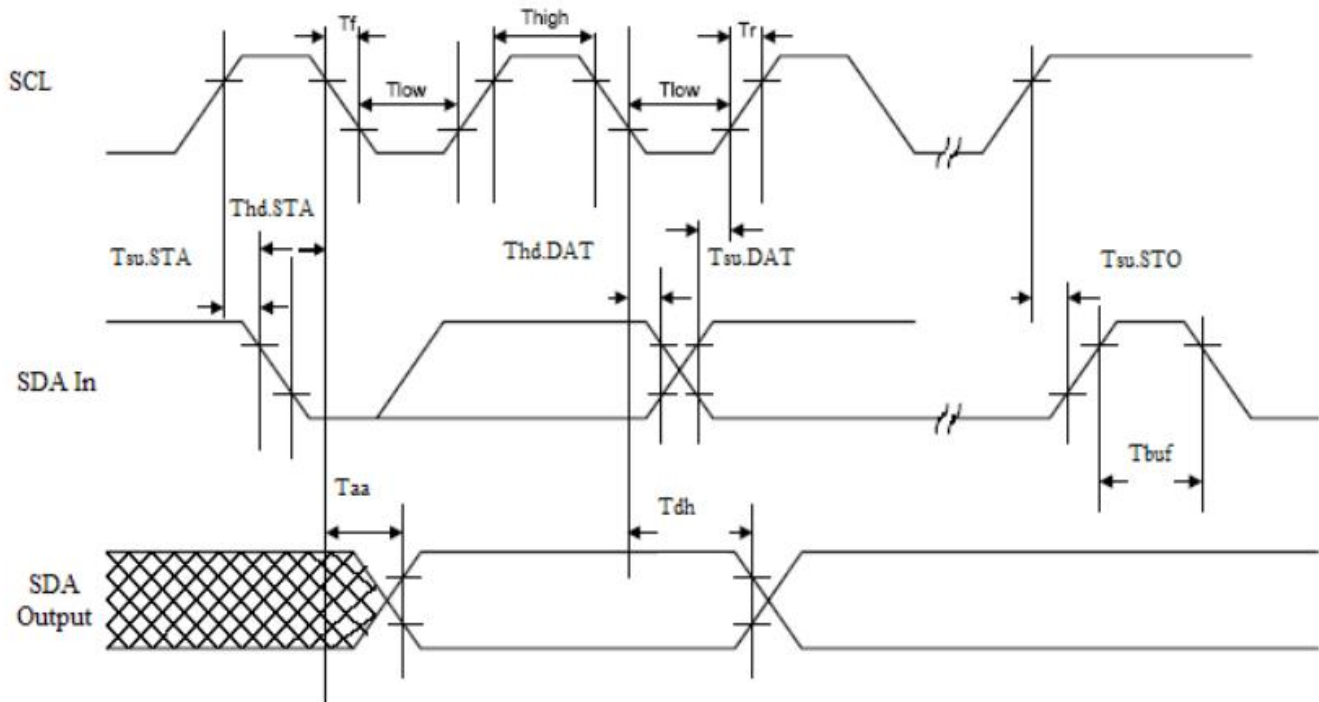 Tf
Thigh
Tr
SCL
Tlow
Tlow
Thd.STA
Tsu.STA
Thd.DAT
Tsu.DAT
Tsu.STO
SDA In
Tbuf
Taa
Tdh
SDA
Output